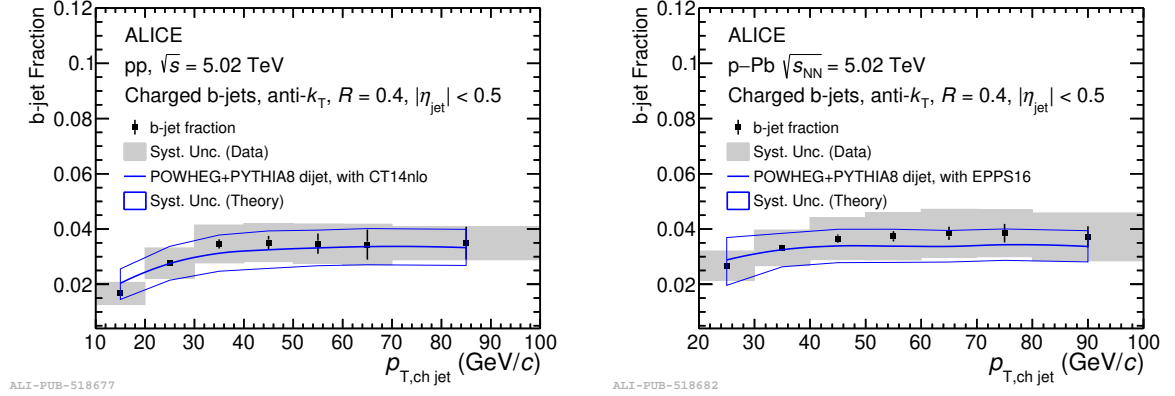 b-jet Fraction
0.12
0.1
0.08
0.06
0.04
0.02
ALICE
pp, √s = 5.02 TeV
Charged b-jets, anti-kT, R = 0.4, |ηjet| < 0.5
b-jet fraction
Syst. Unc. (Data)
POWHEG+PYTHIA8 dijet, with CT14nlo
Syst. Unc. (Theory)
10 20 30 40 50 60 70 80 90 100
pT,ch jet (GeV/c)
ALI-PUB-518677
b-jet Fraction
0.12
0.1
0.08
0.06
0.04
0.02
ALICE
p−Pb √sNN = 5.02 TeV
Charged b-jets, anti-kT, R = 0.4, |ηjet| < 0.5
b-jet fraction
Syst. Unc. (Data)
POWHEG+PYTHIA8 dijet, with EPPS16
Syst. Unc. (Theory)
20 30 40 50 60 70 80 90 100
pT,ch jet (GeV/c)
ALI-PUB-518682